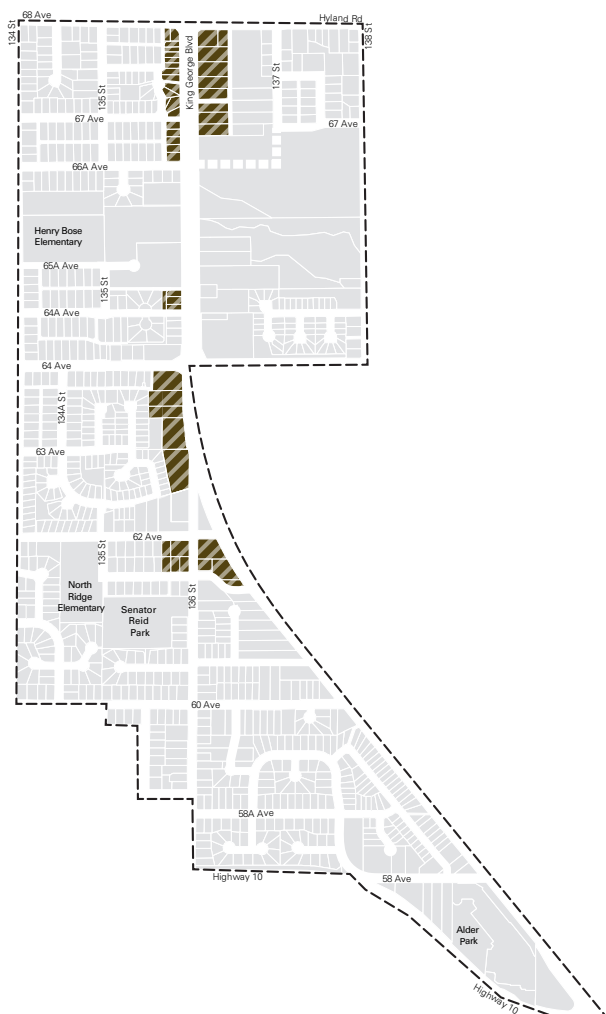 68 Ave
Hyland Rd
134 St
138 St
King George Blvd
137 St
135 St
67 Ave
67 Ave
66A Ave
Henry Bose
Elementary
65A Ave
135 St
64A Ave
64 Ave
134A St
63 Ave
62 Ave
135 St
136 St
North
Ridge
Elementary
Senator
Reid
Park
60 Ave
58A Ave
Highway 10
58 Ave
Alder
Park
Highway 10